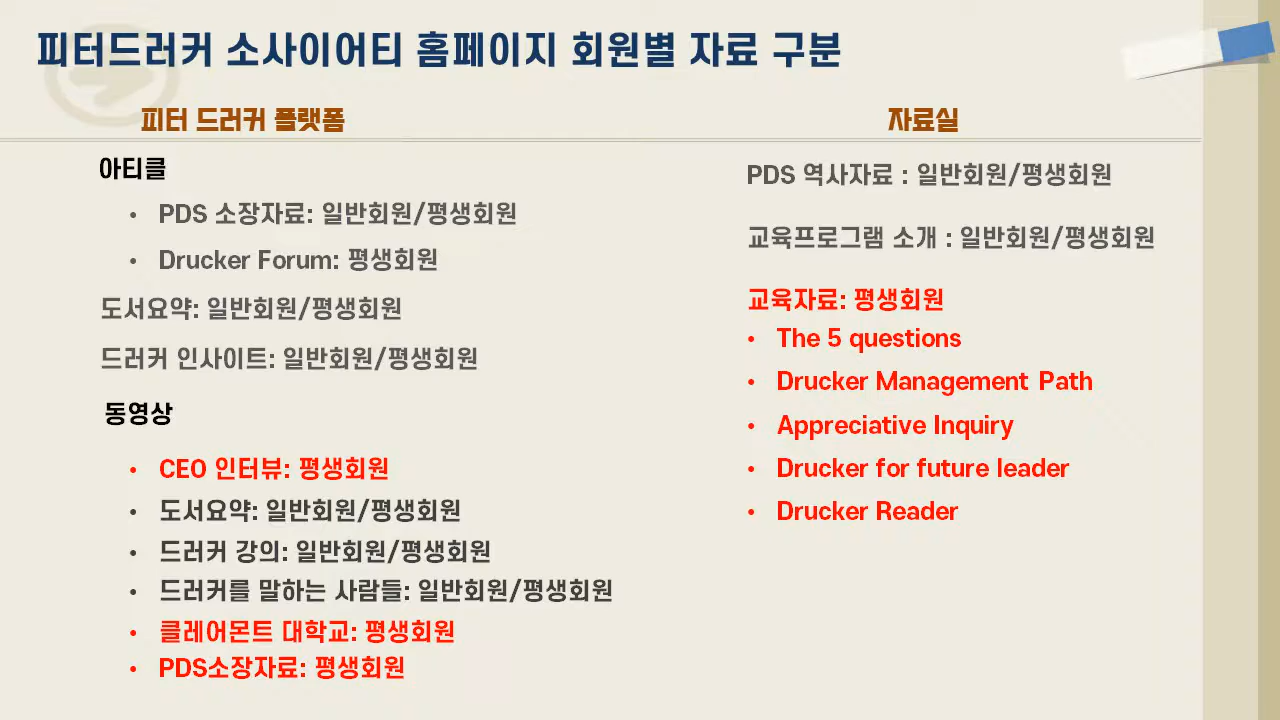 피터드러커 소사이어티 홈페이지 회원별 자료 구분
피터 드러커 플랫폼
아티클
• PDS 소장자료: 일반회원/평생회원
• Drucker Forum: 평생회원
도서요약: 일반회원/평생회원
드러커 인사이트: 일반회원/평생회원
동영상
• CEO 인터뷰: 평생회원
• 도서요약: 일반회원/평생회원
• 드러커 강의: 일반회원/평생회원
• 드러커를 말하는 사람들: 일반회원/평생회원
• 클레어몬트 대학교: 평생회원
• PDS소장자료: 평생회원
자료실
PDS 역사자료 : 일반회원/평생회원
교육프로그램 소개 : 일반회원/평생회원
교육자료: 평생회원
• The 5 questions
• Drucker Management Path
• Appreciative Inquiry
• Drucker for future leader
• Drucker Reader